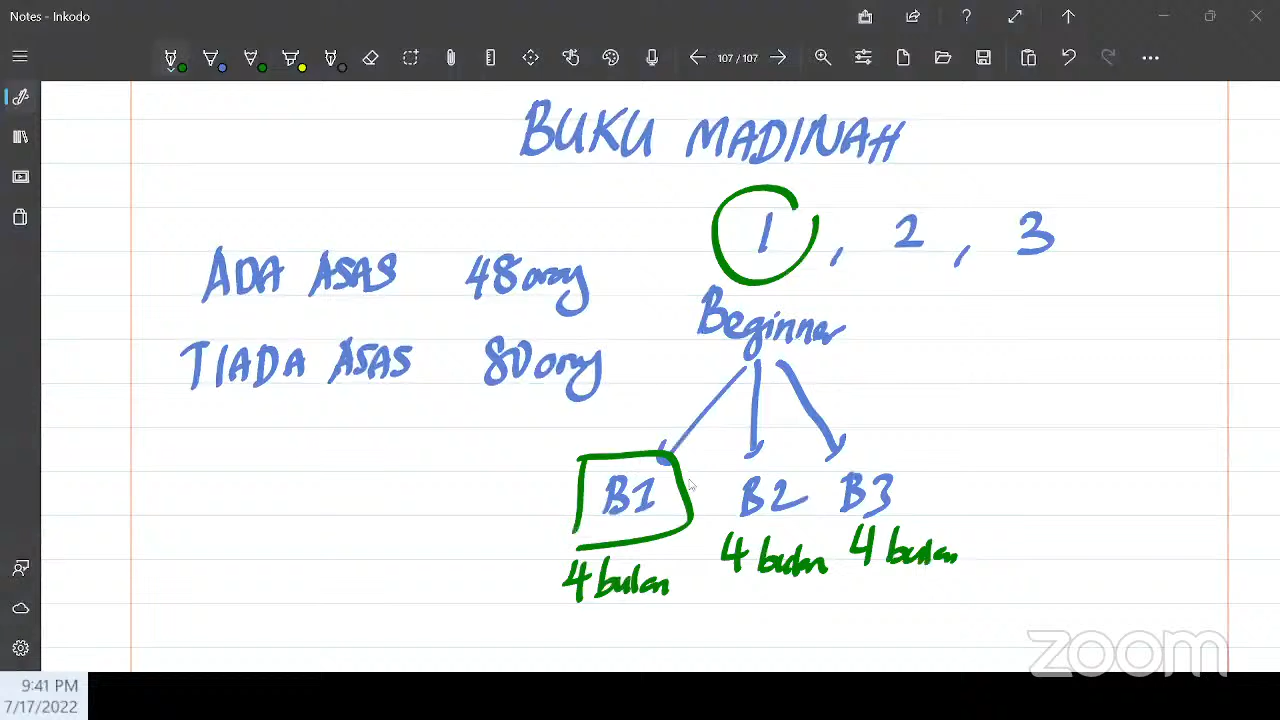 Notes - Inkodo
107 / 107
BUKU MADINAH
1 , 2 , 3
ADA ASAS 48 orang
Beginner
TIADA ASAS 80 orang
B1 B2 B3
4 bulan 4 bulan 4 bulan
zoom
9:41 PM
7/17/2022